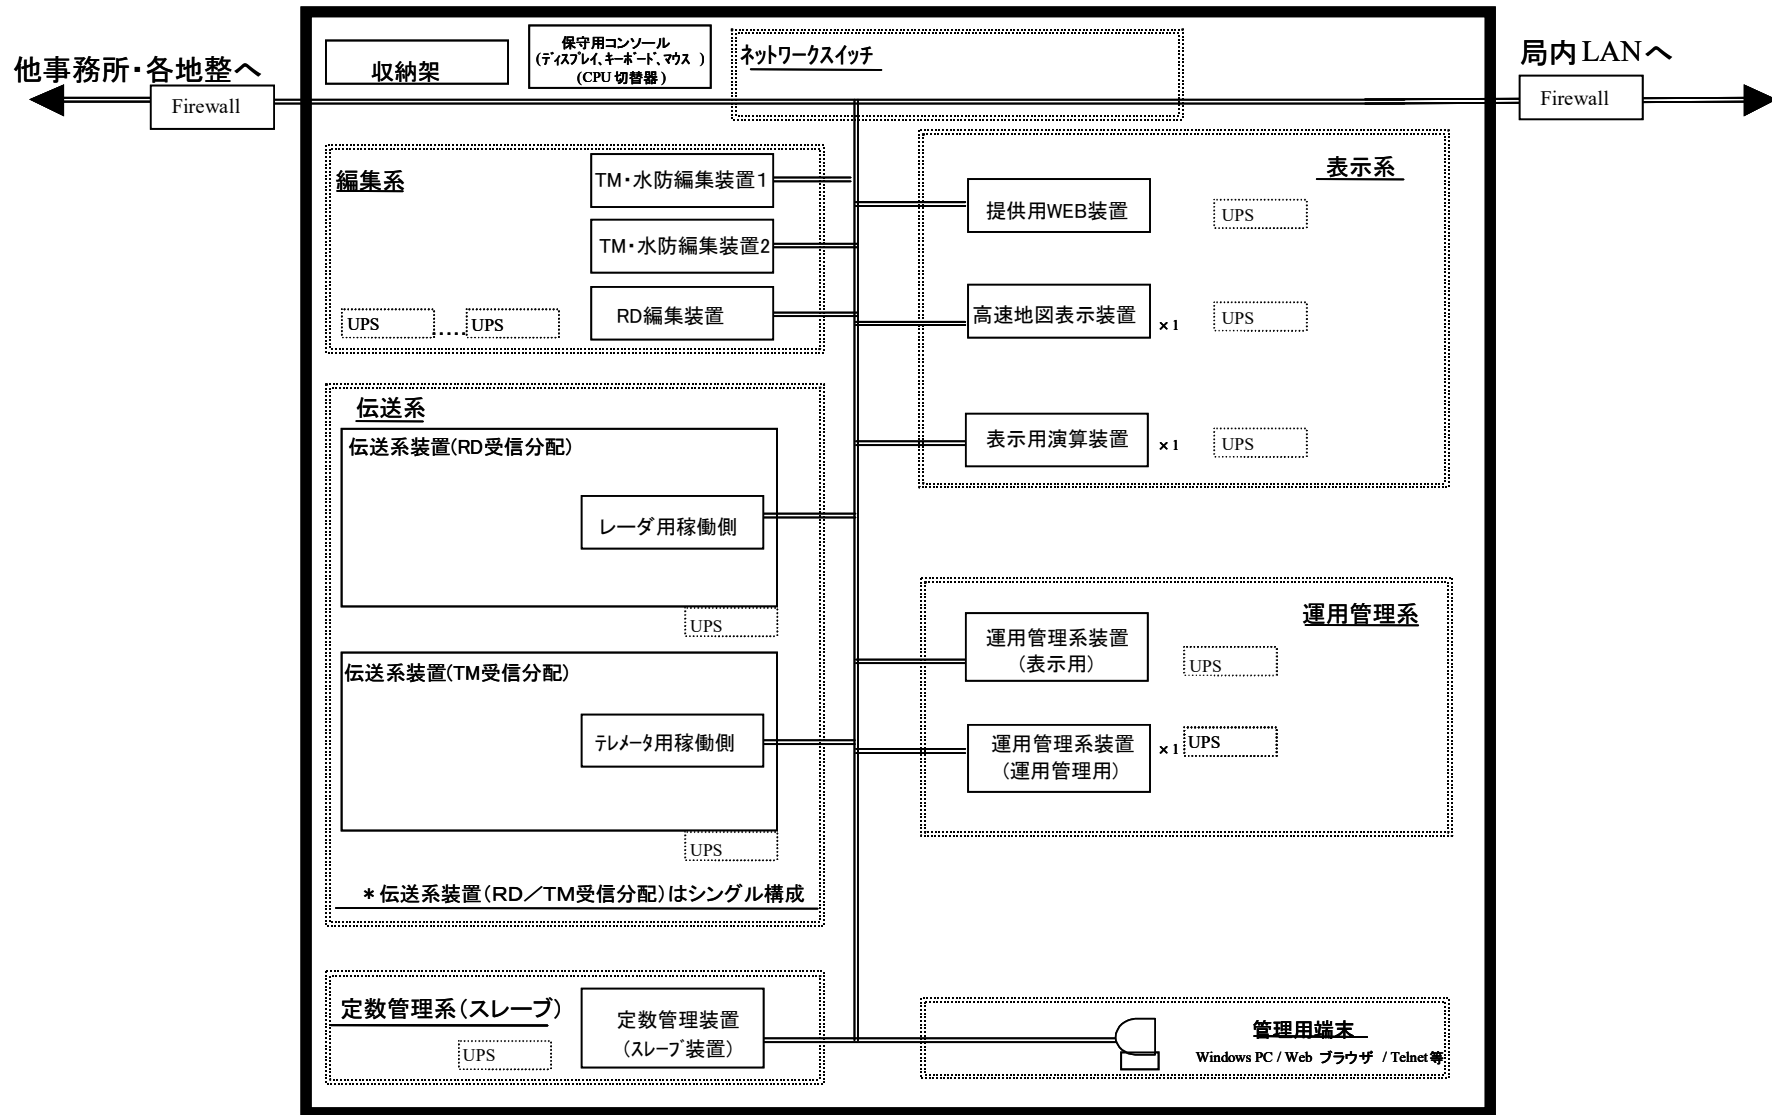 収納架
保守用コンソール
(ディスプレイ、キーボード、マウス )
(CPU 切替器 )
ネットワークスイッチ
他事務所・各地整へ
局内 LANへ
Firewall
Firewall
編集系
TM・水防編集装置1
TM・水防編集装置2
RD編集装置
UPS
.....
UPS
表示系
提供用WEB装置
UPS
高速地図表示装置
×1
UPS
表示用演算装置
×1
UPS
伝送系
伝送系装置(RD受信分配)
レーダ用稼働側
UPS
伝送系装置(TM受信分配)
テレメータ用稼働側
UPS
*伝送系装置(RD/TM受信分配)はシングル構成
運用管理系
運用管理系装置
(表示用)
UPS
運用管理系装置
(運用管理用)
×1
UPS
定数管理系(スレーブ)
定数管理装置
(スレーブ装置)
UPS
管理用端末
Windows PC / Web ブラウザ / Telnet等